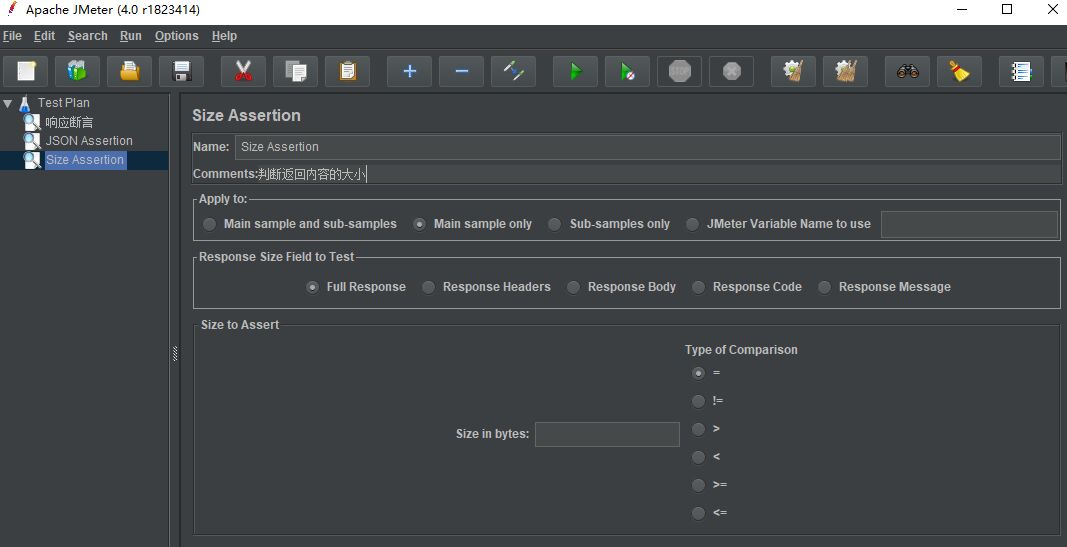 Apache JMeter (4.0 r1823414)
File Edit Search Run Options Help
STOP
Test Plan
响应断言
JSON Assertion
Size Assertion
Size Assertion
Name: Size Assertion
Comments:判断返回内容的大小
Apply to:
Main sample and sub-samples Main sample only Sub-samples only JMeter Variable Name to use
Response Size Field to Test
Full Response Response Headers Response Body Response Code Response Message
Size to Assert
Type of Comparison
=
!=
>
Size in bytes:
<
>=
<=